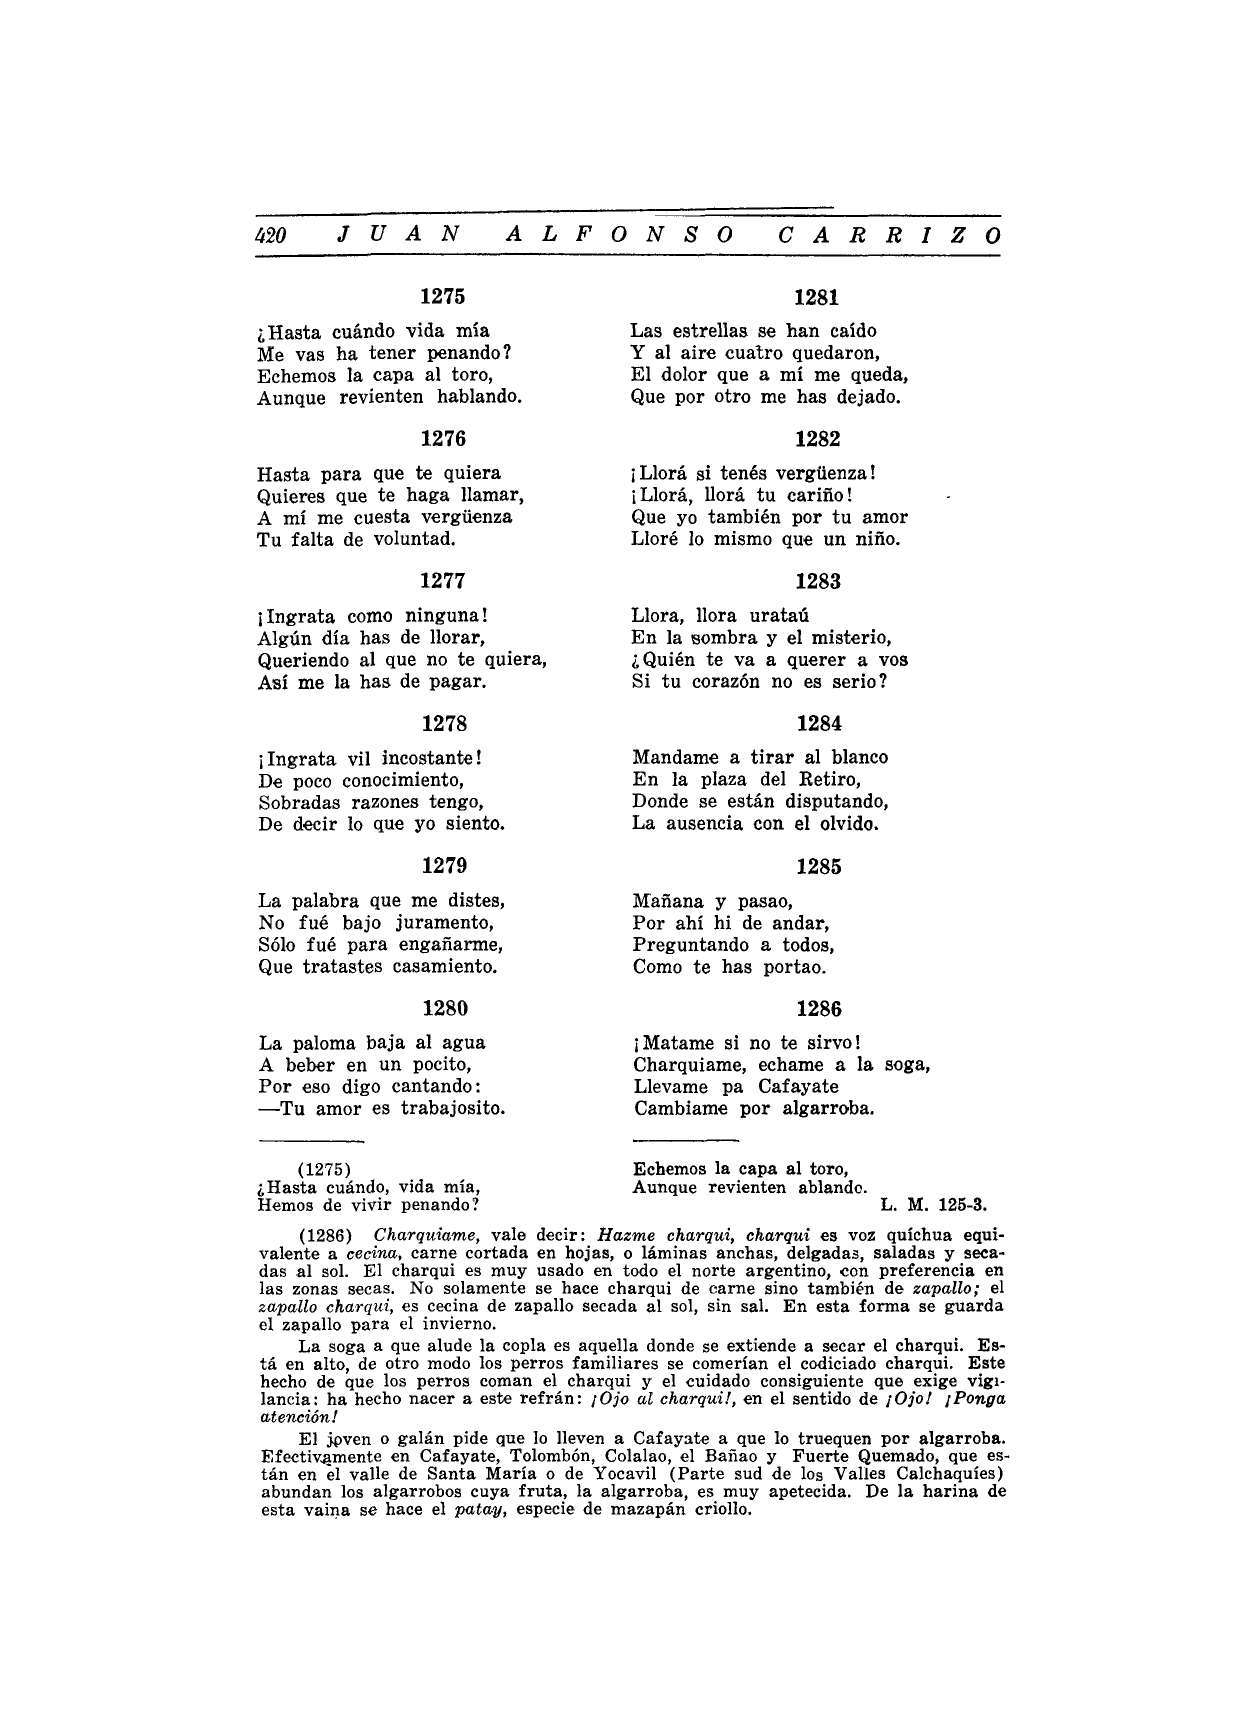 420 JUAN ALFONSO CARRIZO
1275
¿Hasta cuándo vida mía
Me vas ha tener penando?
Echemos la capa al toro,
Aunque revienten hablando.
1276
Hasta para que te quiera
Quieres que te haga llamar,
A mí me cuesta vergüenza
Tu falta de voluntad.
1277
¡Ingrata como ninguna!
Algún día has de llorar,
Queriendo al que no te quiera,
Así me la has de pagar.
1278
¡Ingrata vil incostante!
De poco conocimiento,
Sobradas razones tengo,
De decir lo que yo siento.
1279
La palabra que me distes,
No fué bajo juramento,
Sólo fué para engañarme,
Que tratastes casamiento.
1280
La paloma baja al agua
A beber en un pocito,
Por eso digo cantando:
—Tu amor es trabajosito.
1281
Las estrellas se han caído
Y al aire cuatro quedaron,
El dolor que a mí me queda,
Que por otro me has dejado.
1282
¡Llorá si tenés vergüenza!
¡Llorá, llorá tu cariño!
Que yo también por tu amor
Lloré lo mismo que un niño.
1283
Llora, llora urataú
En la sombra y el misterio,
¿Quién te va a querer a vos
Si tu corazón no es serio?
1284
Mandame a tirar al blanco
En la plaza del Retiro,
Donde se están disputando,
La ausencia con el olvido.
1285
Mañana y pasao,
Por ahí hi de andar,
Preguntando a todos,
Como te has portao.
1286
¡Matame si no te sirvo!
Charquiame, echame a la soga,
Llevame pa Cafayate
Cambiame por algarroba.
(1275)
¿Hasta cuándo, vida mía,
Hemos de vivir penando?
Echemos la capa al toro,
Aunque revienten ablando.
L. M. 125-3.
(1286) Charquiame, vale decir: Hazme charqui, charqui es voz quíchua equi-
valente a cecina, carne cortada en hojas, o láminas anchas, delgadas, saladas y seca-
das al sol. El charqui es muy usado en todo el norte argentino, con preferencia en
las zonas secas. No solamente se hace charqui de carne sino también de zapallo; el
zapallo charqui, es cecina de zapallo secada al sol, sin sal. En esta forma se guarda
el zapallo para el invierno.
La soga a que alude la copla es aquella donde se extiende a secar el charqui. Es-
tá en alto, de otro modo los perros familiares se comerían el codiciado charqui. Este
hecho de que los perros coman el charqui y el cuidado consiguiente que exige vigi-
lancia: ha hecho nacer a este refrán: ¡Ojo al charqui!, en el sentido de ¡Ojo! ¡Ponga
atención!
El joven o galán pide que lo lleven a Cafayate a que lo truequen por algarroba.
Efectivamente en Cafayate, Tolombón, Colalao, el Bañao y Fuerte Quemado, que es-
tán en el valle de Santa María o de Yocavil (Parte sud de los Valles Calchaquíes)
abundan los algarrobos cuya fruta, la algarroba, es muy apetecida. De la harina de
esta vaina se hace el patay, especie de mazapán criollo.